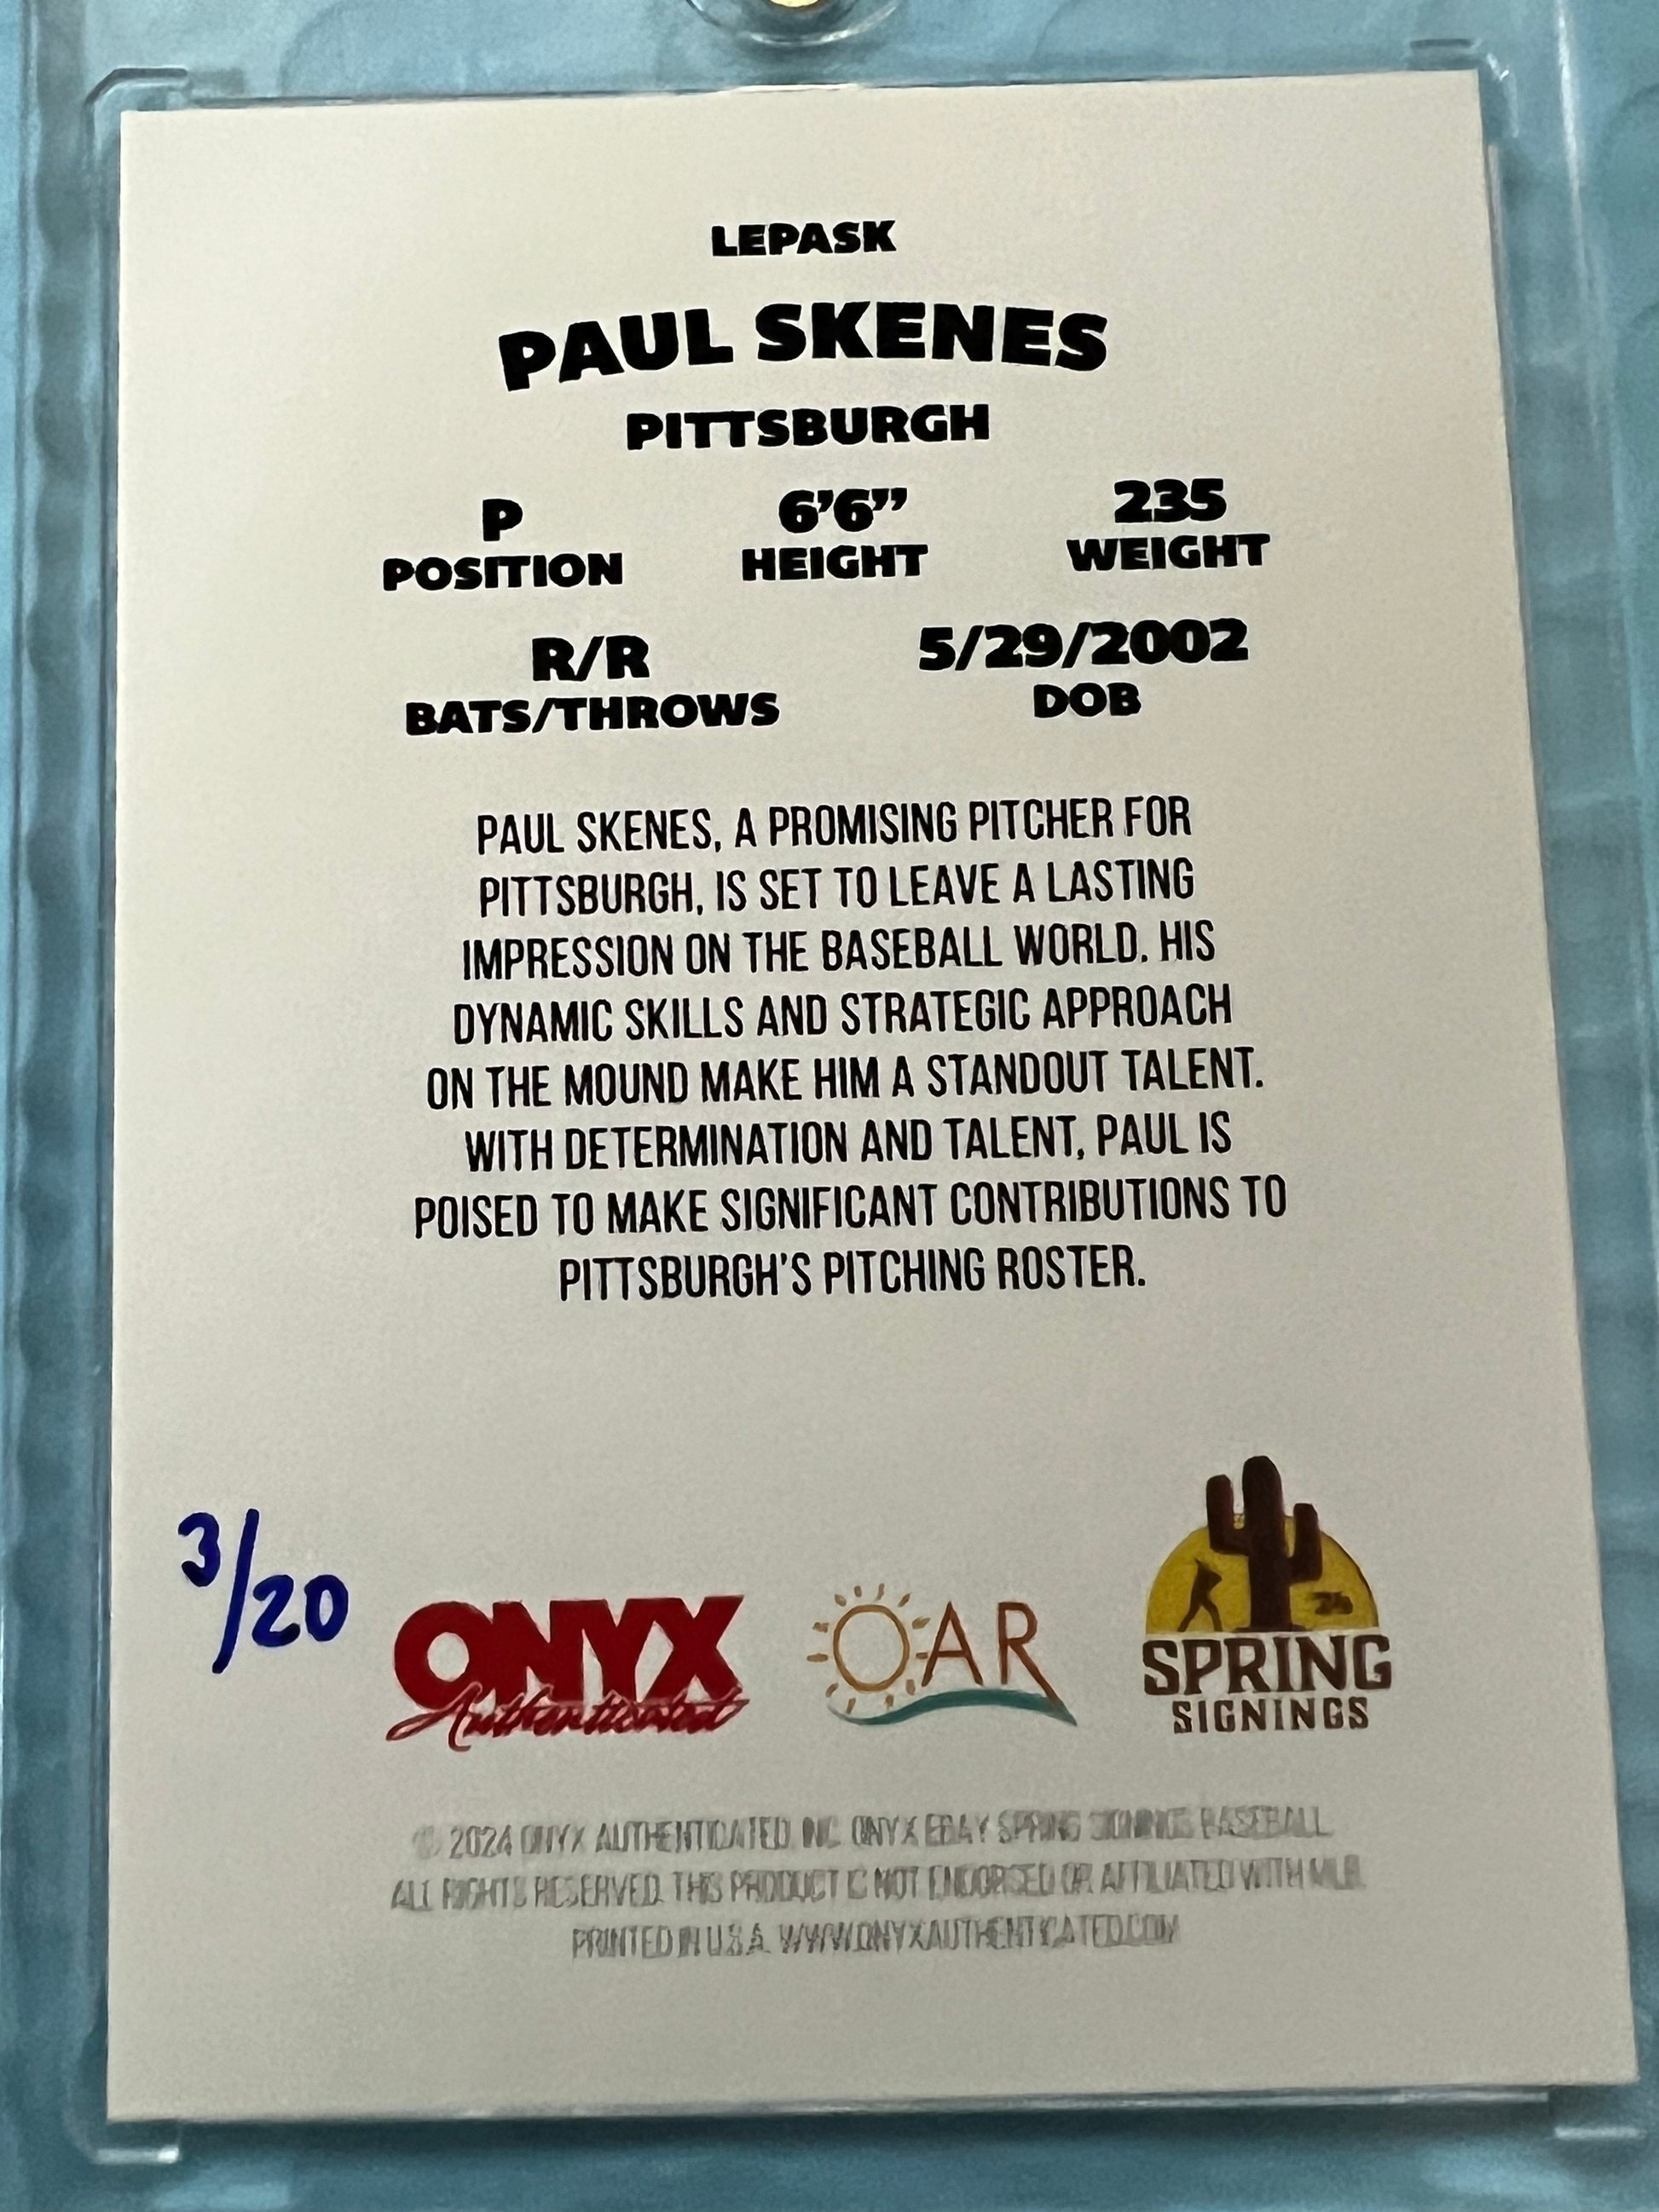 LEPASK
PAUL SKENES
PITTSBURGH
P 6'6" 235
POSITION HEIGHT WEIGHT
R/R 5/29/2002
BATS/THROWS DOB
PAUL SKENES, A PROMISING PITCHER FOR
PITTSBURGH, IS SET TO LEAVE A LASTING
IMPRESSION ON THE BASEBALL WORLD. HIS
DYNAMIC SKILLS AND STRATEGIC APPROACH
ON THE MOUND MAKE HIM A STANDOUT TALENT.
WITH DETERMINATION AND TALENT, PAUL IS
POISED TO MAKE SIGNIFICANT CONTRIBUTIONS TO
PITTSBURGH'S PITCHING ROSTER.
3/20
ONYX OAR SPRING
Authenticated SIGNINGS
© 2024 ONYX AUTHENTICATED INC. ONYX EBAY SPRING SIGNINGS BASEBALL
ALL RIGHTS RESERVED. THIS PRODUCT IS NOT ENDORSED OR AFFILIATED WITH MLB.
PRINTED IN U.S.A. WWW.ONYXAUTHENTICATED.COM